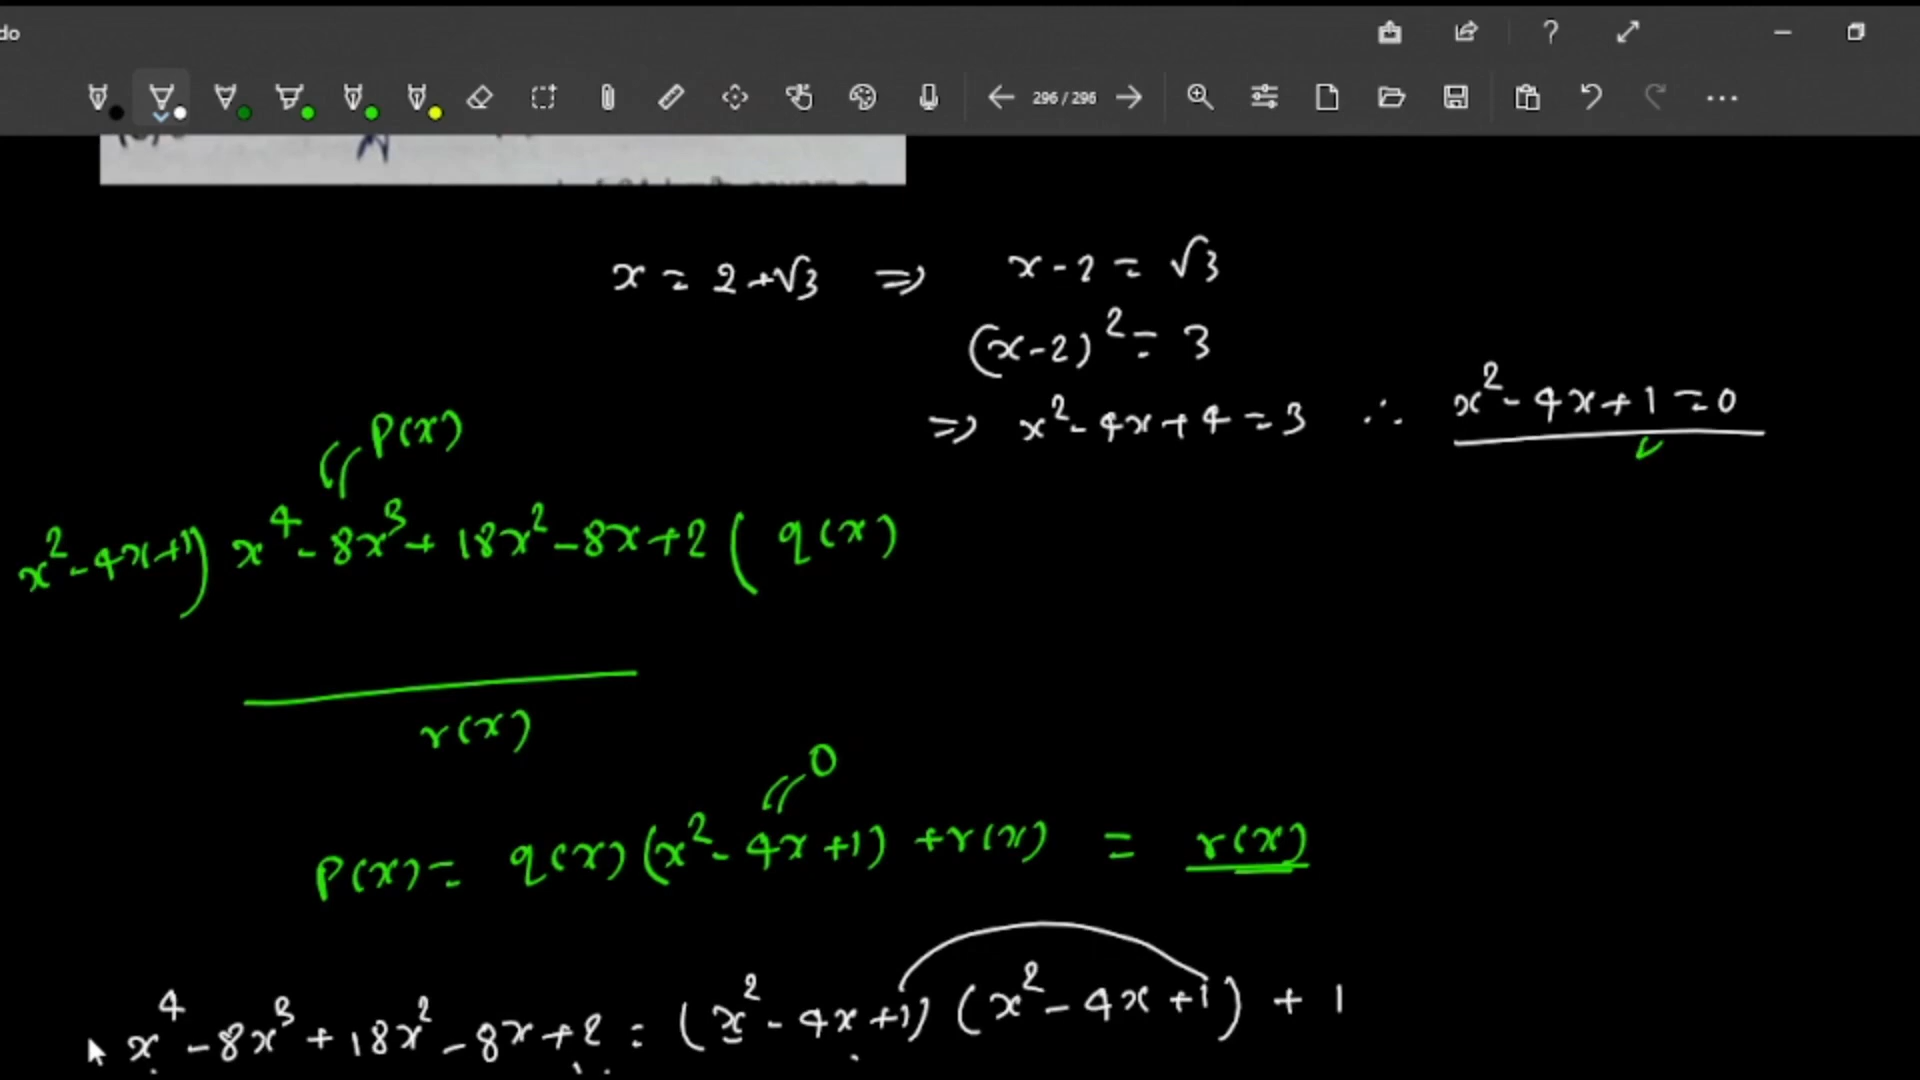 do
296 / 296
x = 2+√3 ⇒ x-2 = √3
(x-2)² = 3
⇒ x²-4x+4=3 ∴ x²-4x+1=0
P(x)
x²-4x+1) x⁴-8x³+18x²-8x+2 ( q(x)
r(x)
0
P(x)= q(x)(x²-4x+1)+r(x) = r(x)
x⁴-8x³+18x²-8x+2 = (x²-4x+1)(x²-4x+1)+1